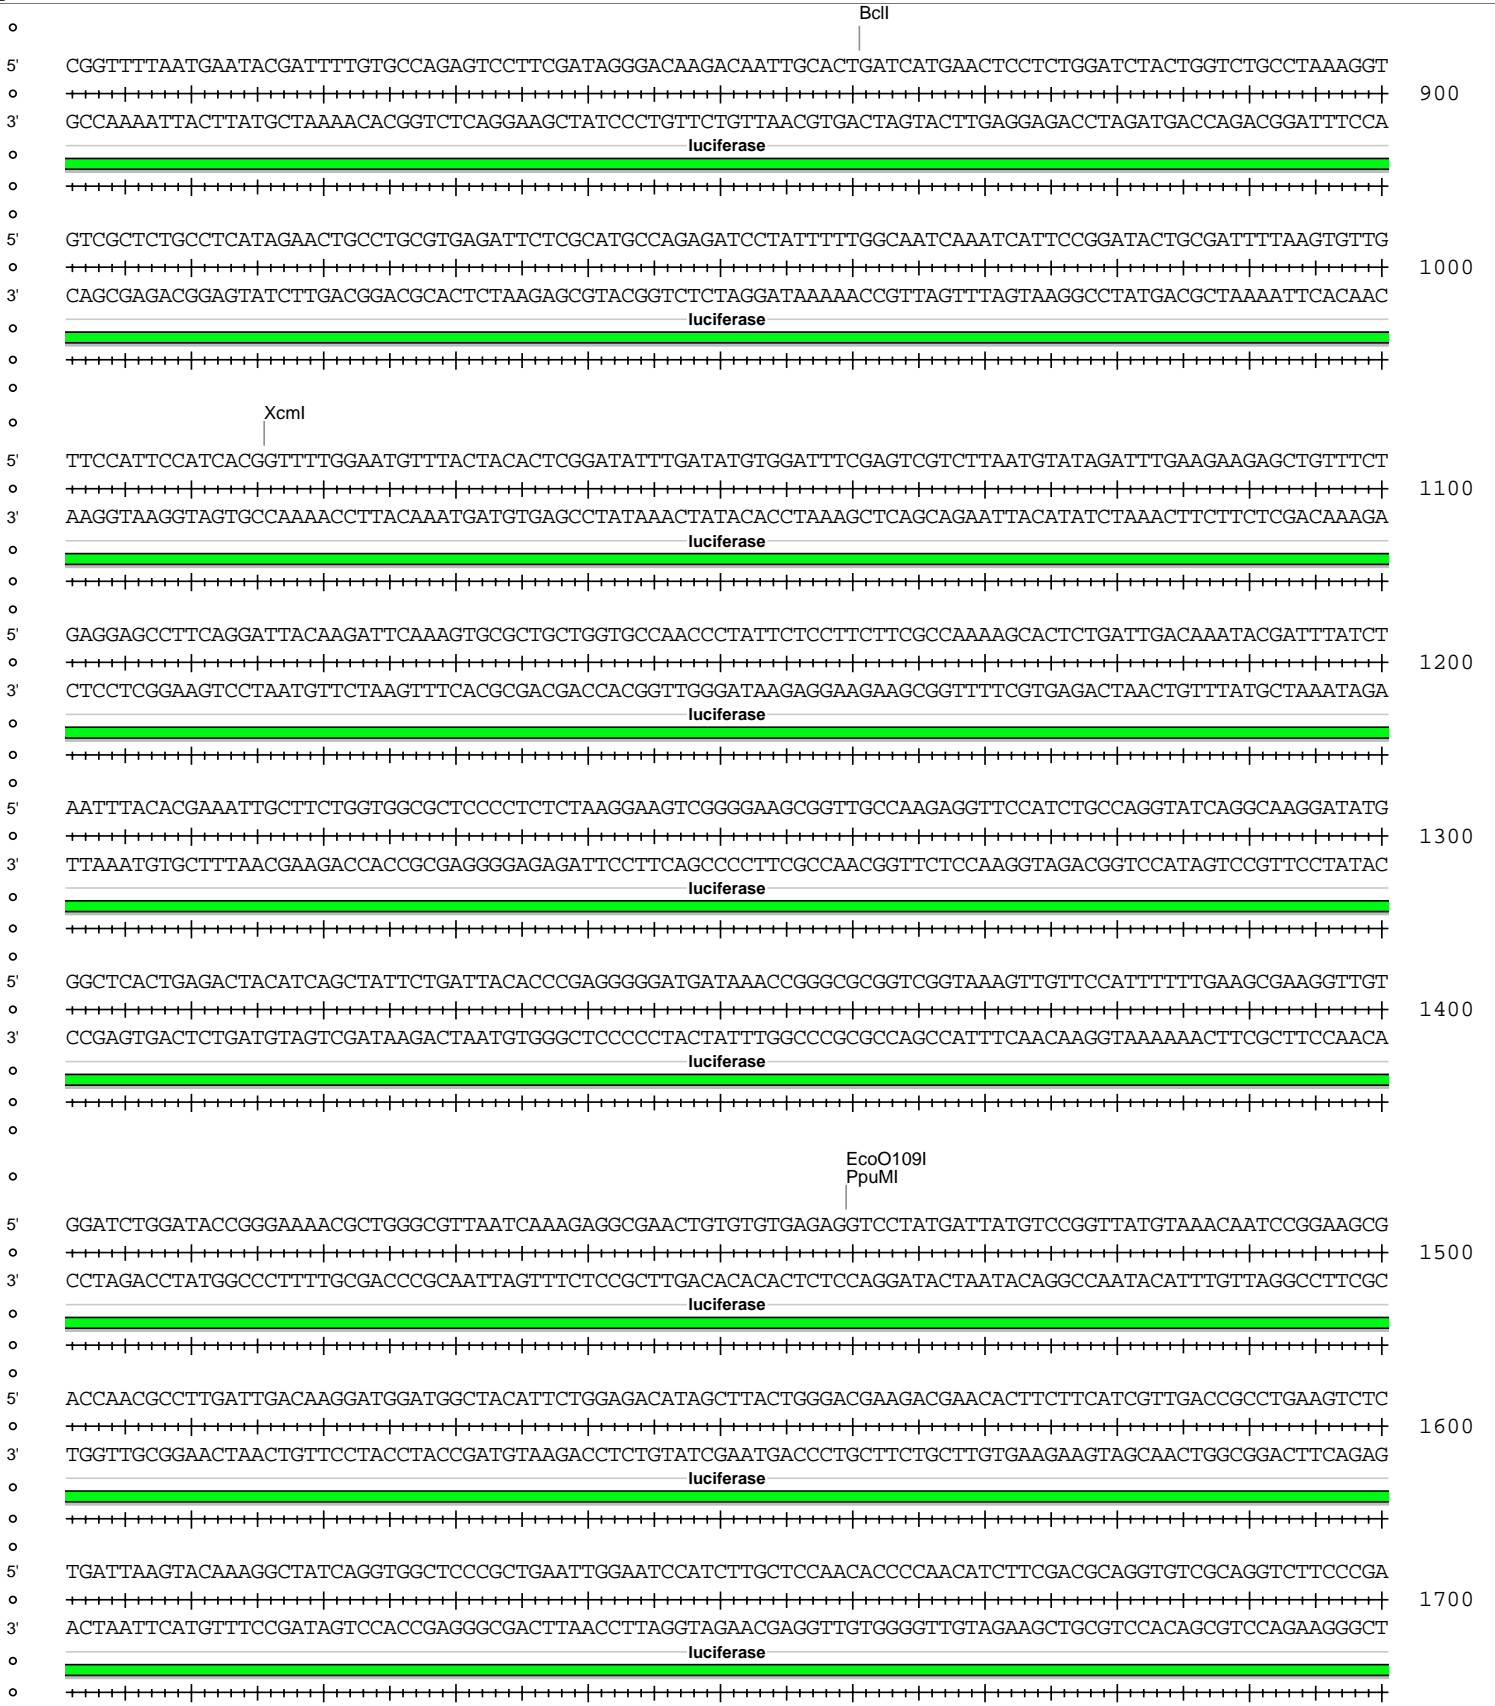 BclI
5' CGGTTTTTAATGAATACGATTTTGTGCCAGAGTCCTTCGATAGGGACAAGACAATTGCACTGATCATGAACTCCTCTGGATCTACTGGTCTGCCTAAAGGT
900
3' GCCAAAAATTACTTATGCTAAAACACGGTCTCAGGAAGCTATCCCTGTTCTGTTAACGTGACTAGTACTTGAGGAGACCTAGATGACCAGACGGATTTCCA
luciferase
5' GTCGCTCTGCCTCATAGAACTGCCTGCGTGAGATTCTCGCATGCCAGAGATCCTATTTTTGGCAATCAAATCATTCCGGATACTGCGATTTTAAGTGTTG
1000
3' CAGCGAGACGGAGTATCTTGACGGACGCACTCTAAGAGCGTACGGTCTCTAGGATAAAAACCGTTAGTTTAGTAAGGCCTATGACGCTAAAATTCACAAC
luciferase
XcmI
5' TTCCATTCCATCACGGTTTTGGAATGTTTACTACACTCGGATATTTGATATGTGGATTTCGAGTCGTCTTAATGTATAGATTTGAAGAAGAGCTGTTTCT
1100
3' AAGGTAAGGTAGTGCCAAAACCTTACAAATGATGTGAGCCTATAAACTATACACCTAAAGCTCAGCAGAATTACATATCTAAACTTCTTCTCGACAAAGA
luciferase
5' GAGGAGCCTTCAGGATTACAAGATTCAAAGTGCGCTGCTGGTGCCAACCCTATTCTCCTTCTTCGCCAAAAGCACTCTGATTGACAAATACGATTTATCT
1200
3' CTCCTCGGAAGTCCTAATGTTCTAAGTTTCACGCGACGACCACGGTTGGGATAAGAGGAAGAAGCGGTTTTCGTGAGACTAACTGTTTATGCTAAATAGA
luciferase
5' AATTTACACGAAATTGCTTCTGGTGGCGCTCCCCTCTCTAAGGAAGTCGGGGAAGCGGTTGCCAAGAGGTTCCATCTGCCAGGTATCAGGCAAGGATATG
1300
3' TTAAATGTGCTTTAACGAAGACCACCGCGAGGGGAGAGATTCCTTCAGCCCCTTCGCCAACGGTTCTCCAAGGTAGACGGTCCATAGTCCGTTCCTATAC
luciferase
5' GGCTCACTGAGACTACATCAGCTATTCTGATTACACCCGAGGGGGATGATAAACCGGGCGCGGTCGGTAAAGTTGTTCCATTTTTTGAAGCGAAGGTTGT
1400
3' CCGAGTGACTCTGATGTAGTCGATAAGACTAATGTGGGCTCCCCCTACTATTTGGCCCGCGCCAGCCATTTCAACAAGGTAAAAAACTTCGCTTCCAACA
luciferase
EcoO109I
PpuMI
5' GGATCTGGATACCGGGAAAACGCTGGGCGTTAATCAAAGAGGCGAACTGTGTGTGAGAGGTCCTATGATTATGTCCGGTTATGTAAACAATCCGGAAGCG
1500
3' CCTAGACCTATGGCCCTTTTGCGACCCGCAATTAGTTTCTCCGCTTGACACACACTCTCCAGGATACTAATACAGGCCAATACATTTGTTAGGCCTTCGC
luciferase
5' ACCAACGCCTTGATTGACAAGGATGGATGGCTACATTCTGGAGACATAGCTTACTGGGACGAAGACGAACACTTCTTCATCGTTGACCGCCTGAAGTCTC
1600
3' TGGTTGCGGAACTAACTGTTCCTACCTACCGATGTAAGACCTCTGTATCGAATGACCCTGCTTCTGCTTGTGAAGAAGTAGCAACTGGCGGACTTCAGAG
luciferase
5' TGATTAAGTACAAAGGCTATCAGGTGGCTCCCGCTGAATTGGAATCCATCTTGCTCCAACACCCCAACATCTTCGACGCAGGTGTCGCAGGTCTTCCCGA
1700
3' ACTAATTCATGTTTCCGATAGTCCACCGAGGGCGACTTAACCTTAGGTAGAACGAGGTTGTGGGGTTGTAGAAGCTGCGTCCACAGCGTCCAGAAGGGCT
luciferase